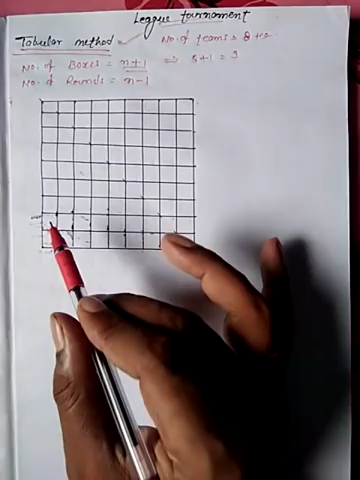 League tournament
Tabular method
No. of teams = 8
No. of Boxes = n+1 ⇒ 8+1 = 9
No. of Rounds = n-1